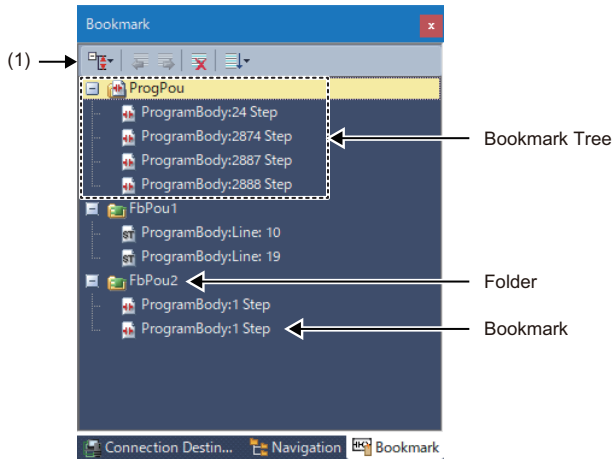 Bookmark
x
(1)
ProgPou
ProgramBody:24 Step
ProgramBody:2874 Step
Bookmark Tree
ProgramBody:2887 Step
ProgramBody:2888 Step
FbPou1
ST ProgramBody:Line: 10
ST ProgramBody:Line: 19
FbPou2
Folder
ProgramBody:1 Step
ProgramBody:1 Step
Bookmark
Connection Destin... Navigation Bookmark